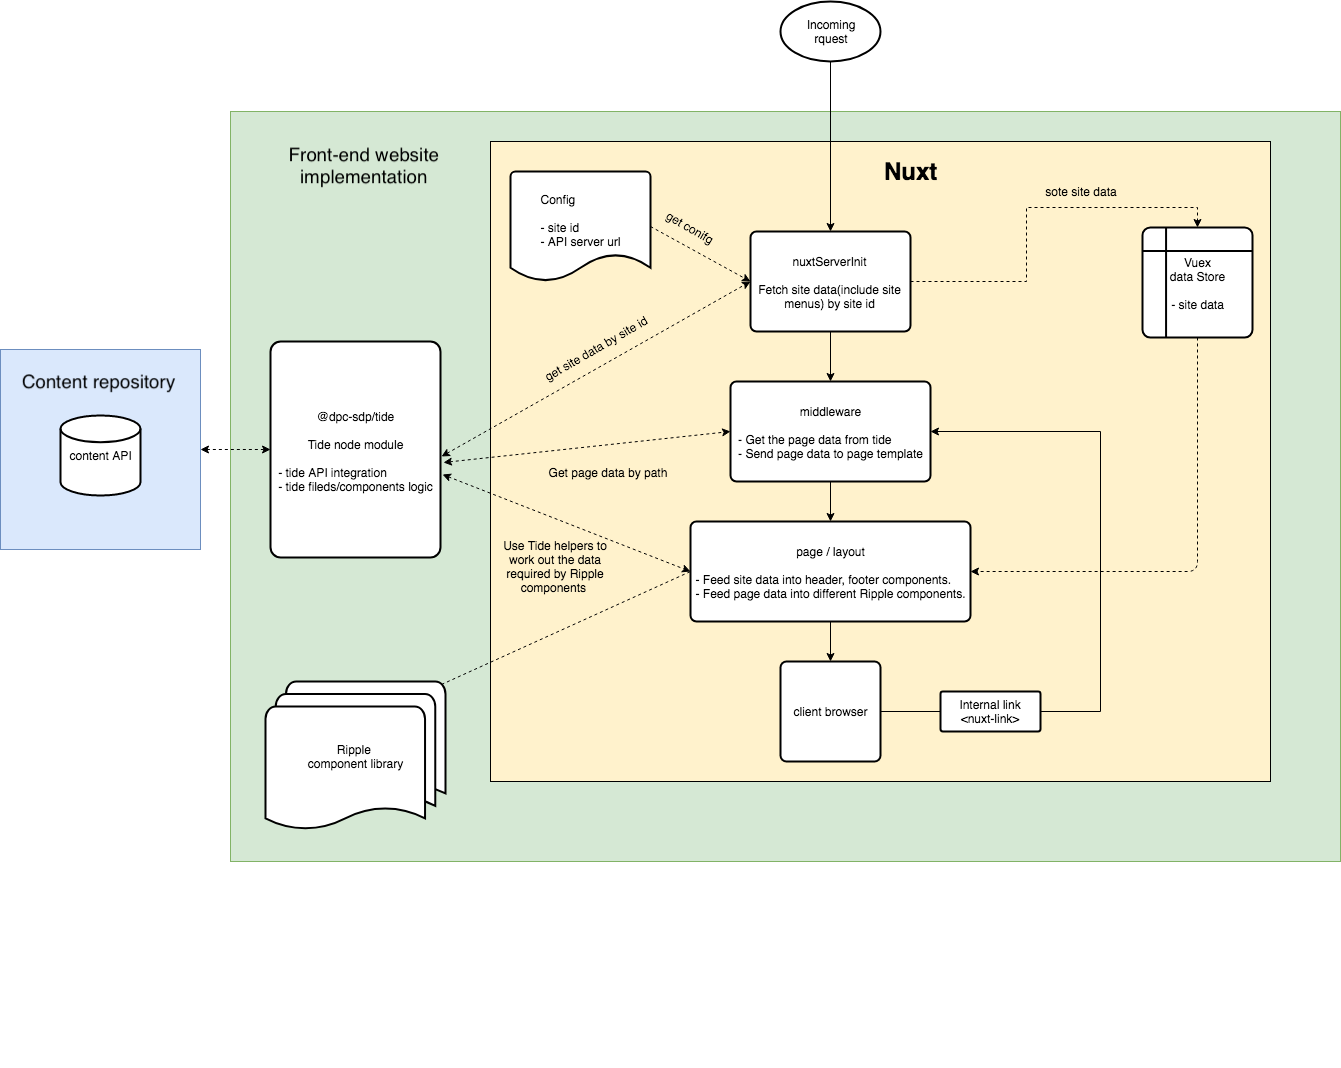 Incoming
rquest
Front-end website
implementation
Nuxt
Config
- site id
- API server url
get conifg
sote site data
nuxtServerInit
Fetch site data(include site
menus) by site id
Vuex
data Store
- site data
get site data by site id
Content repository
content API
@dpc-sdp/tide
Tide node module
- tide API integration
- tide fileds/components logic
middleware
- Get the page data from tide
- Send page data to page template
Get page data by path
Use Tide helpers to
work out the data
required by Ripple
components
page / layout
- Feed site data into header, footer components.
- Feed page data into different Ripple components.
client browser
Internal link
<nuxt-link>
Ripple
component library